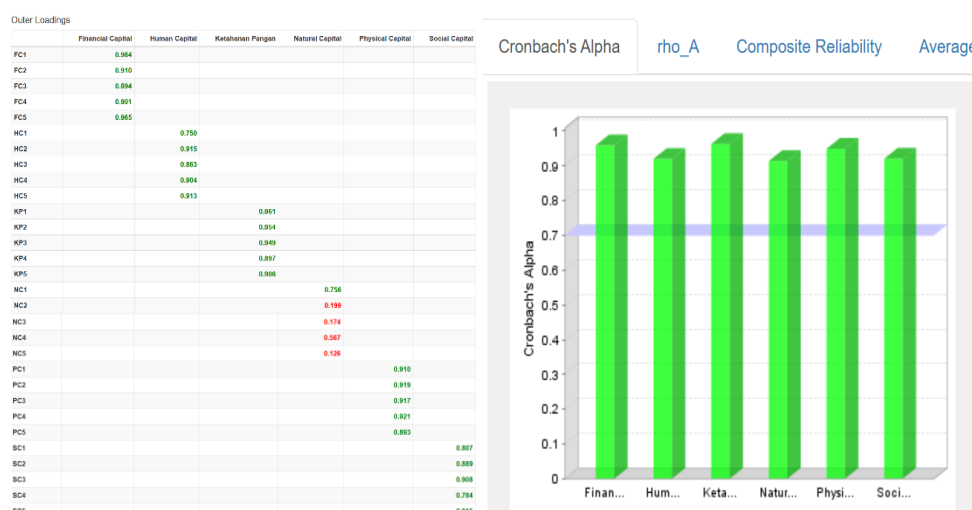 Outer Loadings
Financial Capital Human Capital Ketahanan Pangan Natural Capital Physical Capital Social Capital
FC1 0.964
FC2 0.910
FC3 0.894
FC4 0.901
FC5 0.965
HC1 0.750
HC2 0.915
HC3 0.863
HC4 0.904
HC5 0.913
KP1 0.961
KP2 0.954
KP3 0.949
KP4 0.897
KP5
NC1 0.756
NC2 0.199
NC3 0.174
NC4 0.567
NC5 0.126
PC1 0.910
PC2 0.919
PC3 0.917
PC4 0.921
PC5 0.893
SC1 0.807
SC2 0.889
SC3 0.908
SC4 0.784
Cronbach's Alpha rho_A Composite Reliability Average
Cronbach's Alpha
1
0.9
0.8
0.7
0.6
0.5
0.4
0.3
0.2
0.1
0
Finan... Hum... Keta... Natur... Physi... Soci...